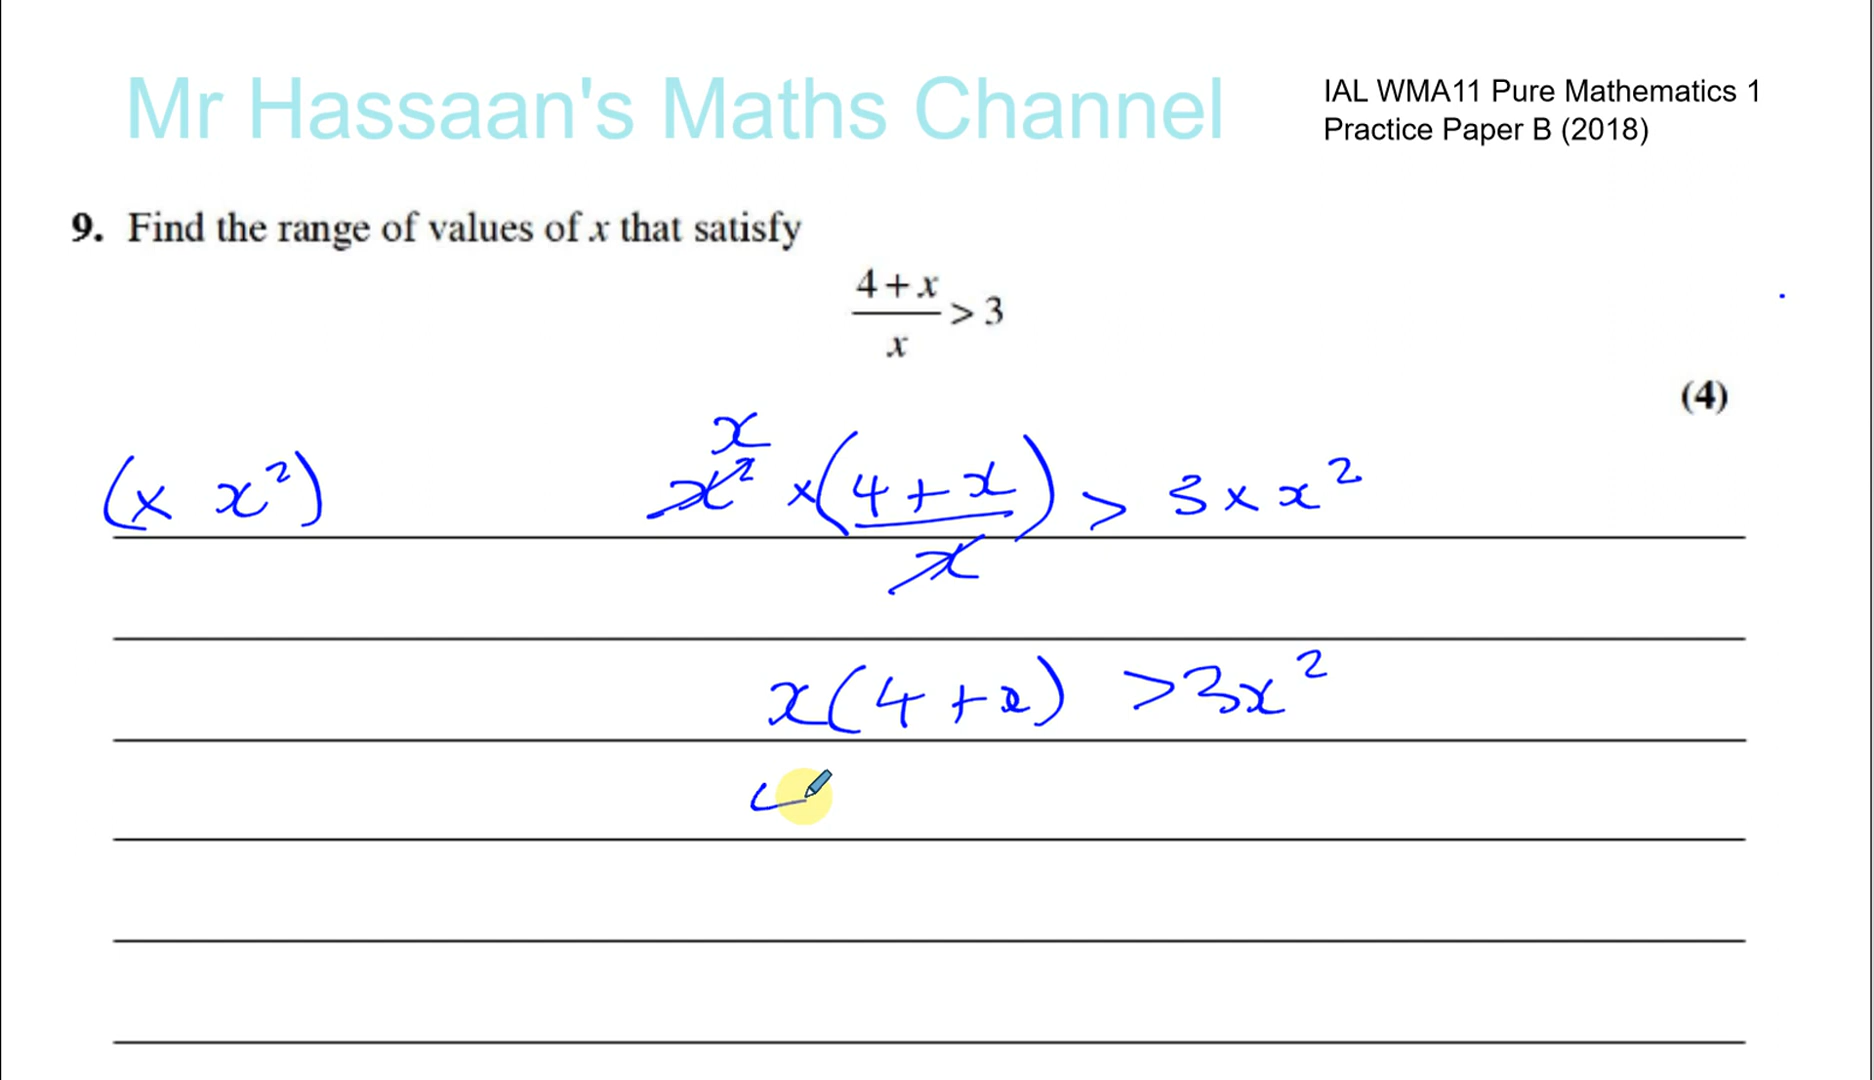 Mr Hassaan's Maths Channel
IAL WMA11 Pure Mathematics 1
Practice Paper B (2018)
9. Find the range of values of x that satisfy
4 + x
> 3
x
(4)
x
(× x²) x² × (4 + x) > 3 × x²
x
x(4 + x) > 3x²